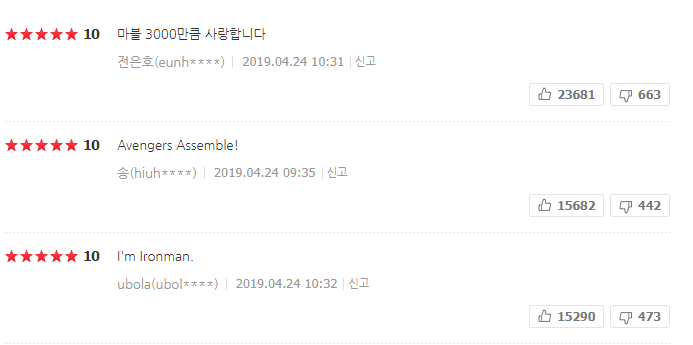 ★★★★★ 10 마블 3000만큼 사랑합니다
전은호(eunh****) | 2019.04.24 10:31 | 신고
23681 663
★★★★★ 10 Avengers Assemble!
송(hiuh****) | 2019.04.24 09:35 | 신고
15682 442
★★★★★ 10 I'm Ironman.
ubola(ubol****) | 2019.04.24 10:32 | 신고
15290 473